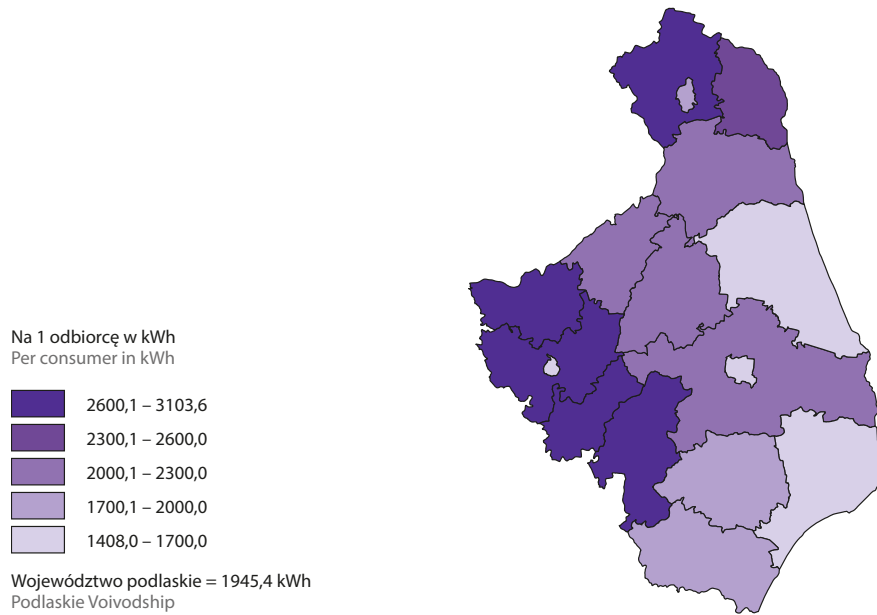 Na 1 odbiorcę w kWh
Per consumer in kWh
2600,1 – 3103,6
2300,1 – 2600,0
2000,1 – 2300,0
1700,1 – 2000,0
1408,0 – 1700,0
Województwo podlaskie = 1945,4 kWh
Podlaskie Voivodship